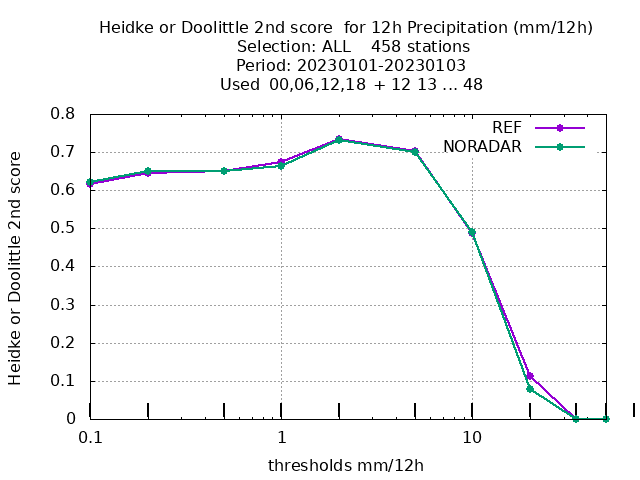 Heidke or Doolittle 2nd score  for 12h Precipitation (mm/12h)
Selection: ALL    458 stations
Period: 20230101-20230103
Used  00,06,12,18  + 12 13 ... 48
REF
NORADAR
Heidke or Doolittle 2nd score
0.8
0.7
0.6
0.5
0.4
0.3
0.2
0.1
0
0.1
1
10
thresholds mm/12h